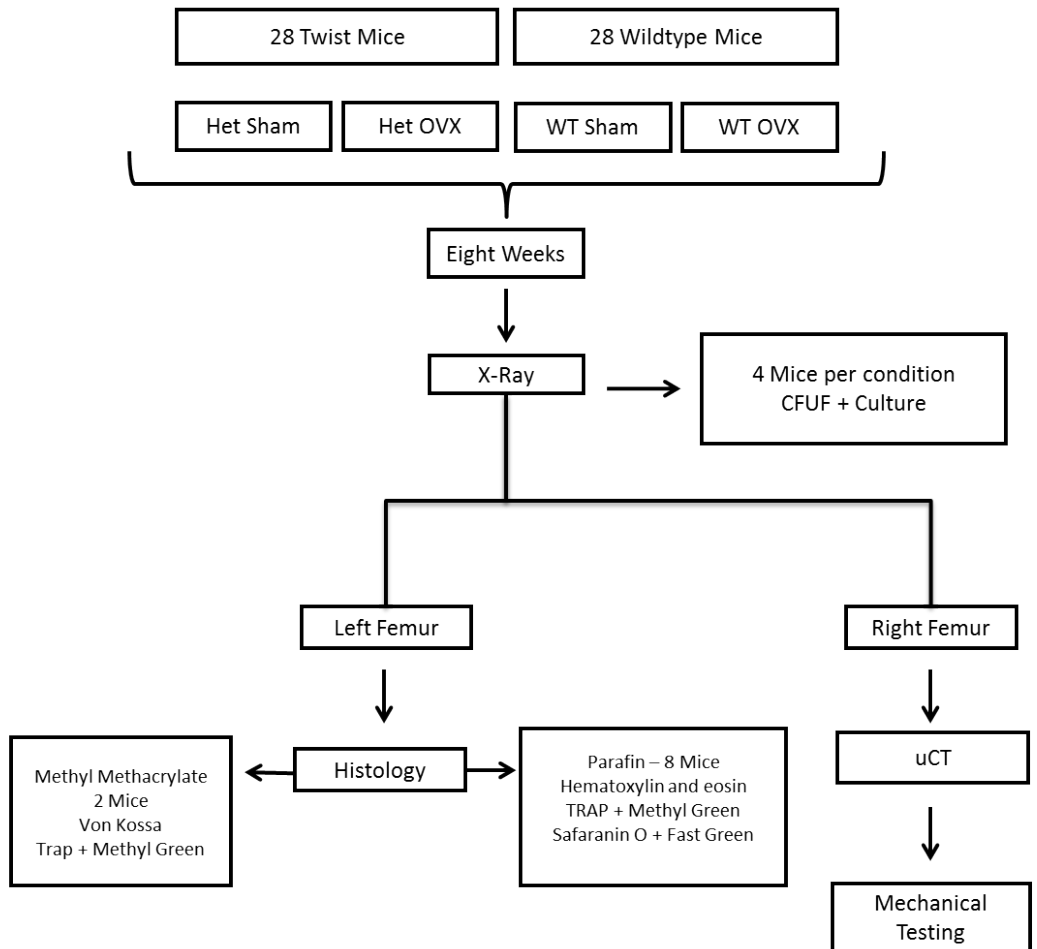 28 Twist Mice
28 Wildtype Mice
Het Sham
Het OVX
WT Sham
WT OVX
Eight Weeks
X-Ray
4 Mice per condition
CFUF + Culture
Left Femur
Right Femur
Histology
Methyl Methacrylate
2 Mice
Von Kossa
Trap + Methyl Green
Parafin – 8 Mice
Hematoxylin and eosin
TRAP + Methyl Green
Safaranin O + Fast Green
uCT
Mechanical
Testing